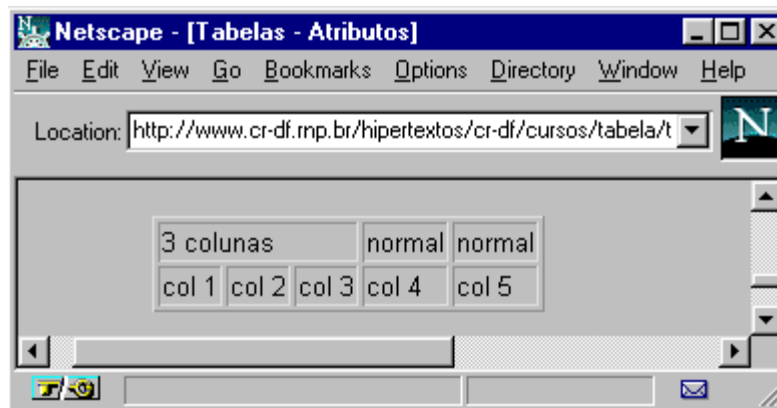 Netscape - [Tabelas - Atributos]
File Edit View Go Bookmarks Options Directory Window Help
Location: http://www.cr-df.rnp.br/hipertextos/cr-df/cursos/tabela/t
N
3 colunas normal normal
col 1 col 2 col 3 col 4 col 5